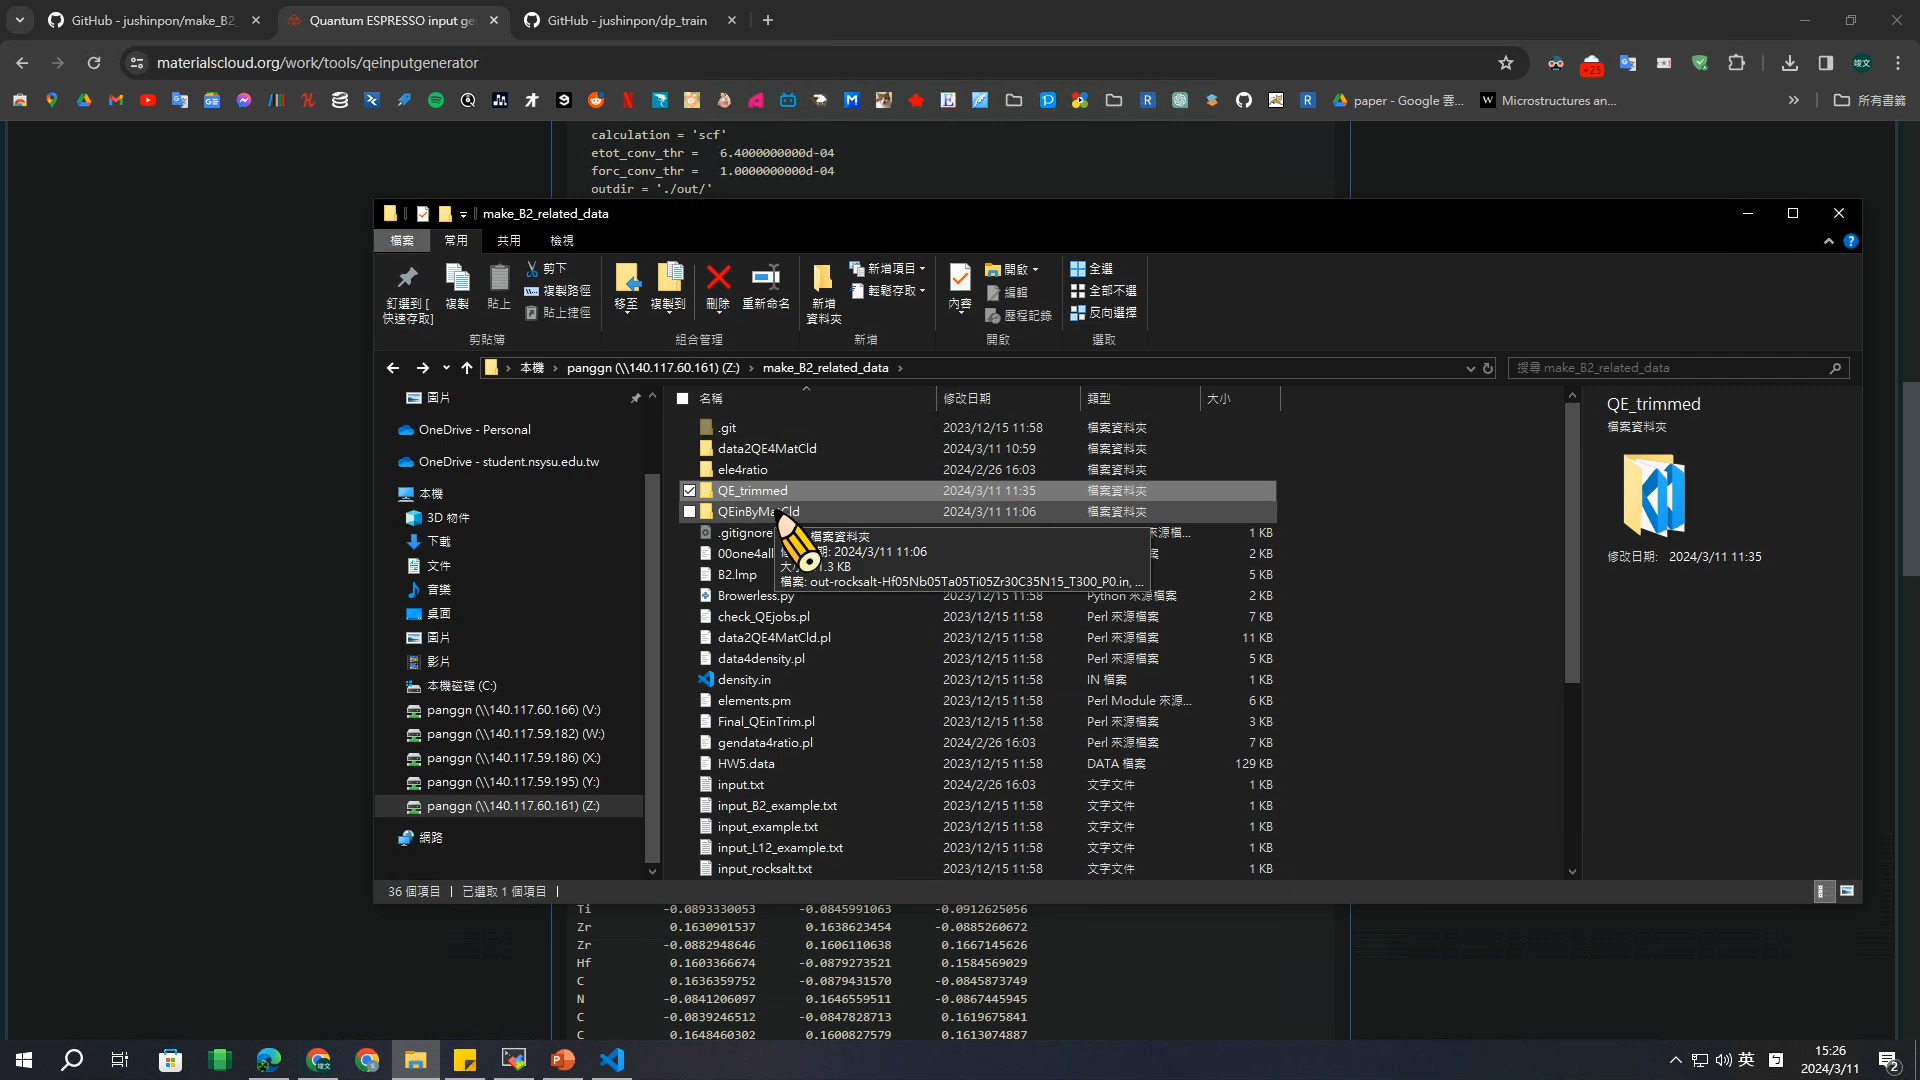 GitHub - jushinpon/make_B2_
Quantum ESPRESSO input ge
GitHub - jushinpon/dp_train
materialscloud.org/work/tools/qeinputgenerator
+25
竣文
paper - Google 雲...
Microstructures an...
所有書籤
calculation = 'scf'
etot_conv_thr = 6.4000000000d-04
forc_conv_thr = 1.0000000000d-04
outdir = './out/'
make_B2_related_data
檔案 常用 共用 檢視
釘選到 [
快速存取]
複製
貼上
剪下
複製路徑
貼上捷徑
剪貼簿
移至
複製到
刪除
重新命名
組合管理
新增
資料夾
新增項目
輕鬆存取
新增
內容
開啟
編輯
歷程記錄
開啟
全選
全部不選
反向選擇
選取
本機 > panggn (\\140.117.60.161) (Z:) > make_B2_related_data >
搜尋 make_B2_related_data
圖片
OneDrive - Personal
OneDrive - student.nsysu.edu.tw
本機
3D 物件
下載
文件
音樂
桌面
圖片
影片
本機磁碟 (C:)
panggn (\\140.117.60.166) (V:)
panggn (\\140.117.59.182) (W:)
panggn (\\140.117.59.186) (X:)
panggn (\\140.117.59.195) (Y:)
panggn (\\140.117.60.161) (Z:)
網路
名稱 修改日期 類型 大小
.git 2023/12/15 11:58 檔案資料夾
data2QE4MatCld 2024/3/11 10:59 檔案資料夾
ele4ratio 2024/2/26 16:03 檔案資料夾
QE_trimmed 2024/3/11 11:35 檔案資料夾
QEinByMatCld 2024/3/11 11:06 檔案資料夾
.gitignore 來源檔... 1 KB
00one4all 2 KB
B2.lmp 5 KB
Browerless.py 2023/12/15 11:58 Python 來源檔案 2 KB
check_QEjobs.pl 2023/12/15 11:58 Perl 來源檔案 7 KB
data2QE4MatCld.pl 2023/12/15 11:58 Perl 來源檔案 11 KB
data4density.pl 2023/12/15 11:58 Perl 來源檔案 5 KB
density.in 2023/12/15 11:58 IN 檔案 1 KB
elements.pm 2023/12/15 11:58 Perl Module 來源... 6 KB
Final_QEinTrim.pl 2023/12/15 11:58 Perl 來源檔案 3 KB
gendata4ratio.pl 2024/2/26 16:03 Perl 來源檔案 7 KB
HW5.data 2023/12/15 11:58 DATA 檔案 129 KB
input.txt 2024/2/26 16:03 文字文件 1 KB
input_B2_example.txt 2023/12/15 11:58 文字文件 1 KB
input_example.txt 2023/12/15 11:58 文字文件 1 KB
input_L12_example.txt 2023/12/15 11:58 文字文件 1 KB
input_rocksalt.txt 2023/12/15 11:58 文字文件 1 KB
檔案資料夾
期: 2024/3/11 11:06
1.3 KB
檔案: out-rocksalt-Hf05Nb05Ta05Ti05Zr30C35N15_T300_P0.in, ...
QE_trimmed
檔案資料夾
修改日期: 2024/3/11 11:35
36 個項目 已選取 1 個項目
Ti -0.0893330053 -0.0845991063 -0.0912625056
Zr 0.1630901537 0.1638623454 -0.0885260672
Zr -0.0882948646 0.1606110638 0.1667145626
Hf 0.1603366674 -0.0879273521 0.1584569029
C 0.1636359752 -0.0879431570 -0.0845873749
N -0.0841206097 0.1646559511 -0.0867445945
C -0.0839246512 -0.0847828713 0.1619675841
C 0.1648460302 0.1600827579 0.1613074887
英
15:26
2024/3/11
2